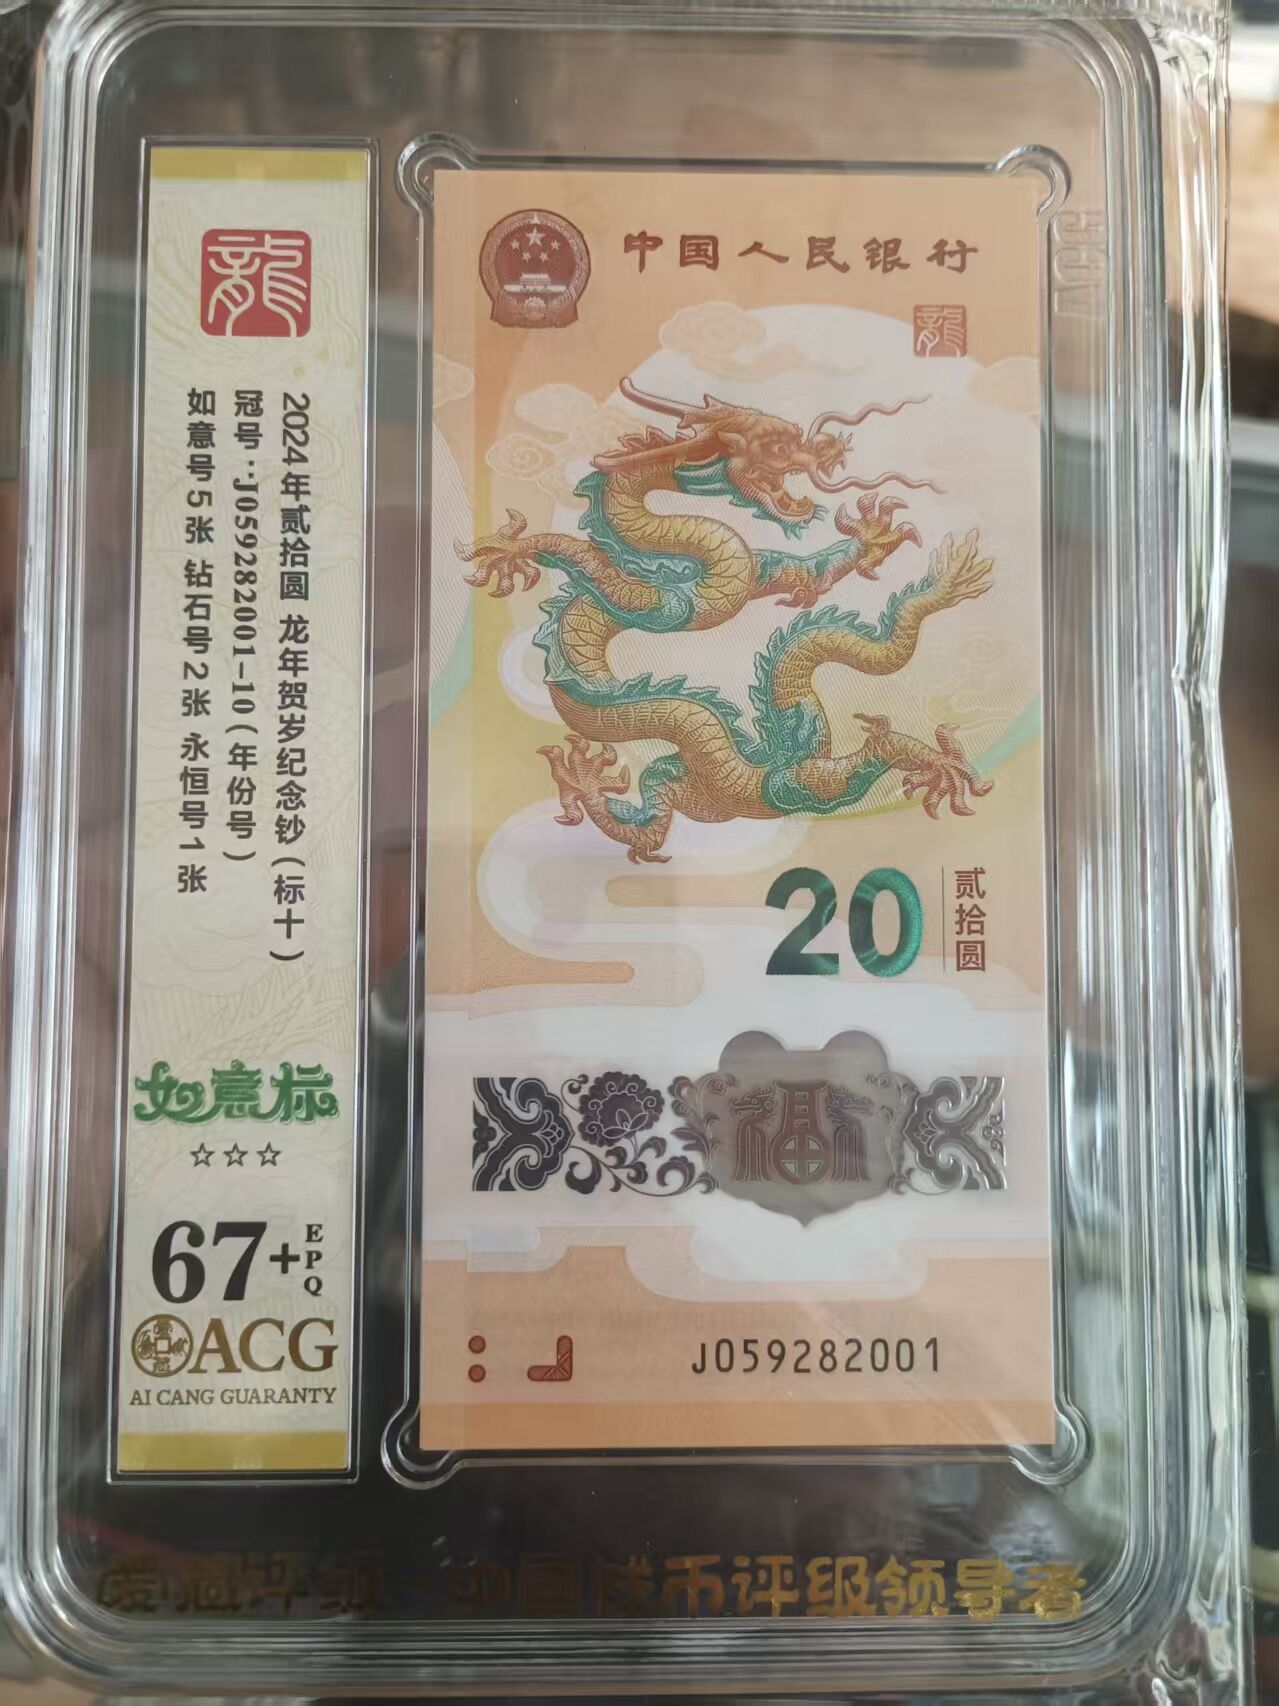 龍
2024年贰拾圆 龙年贺岁纪念钞(标十)
冠号:J059282001-10(年份号)
如意号5张 钻石号2张 永恒号1张
如意标
☆☆☆
67+
EPQ
ACG
AI CANG GUARANTY
中国人民银行
龍
20
贰拾圆
福
J059282001
爱藏评级-中国钱币评级领导者
ACG